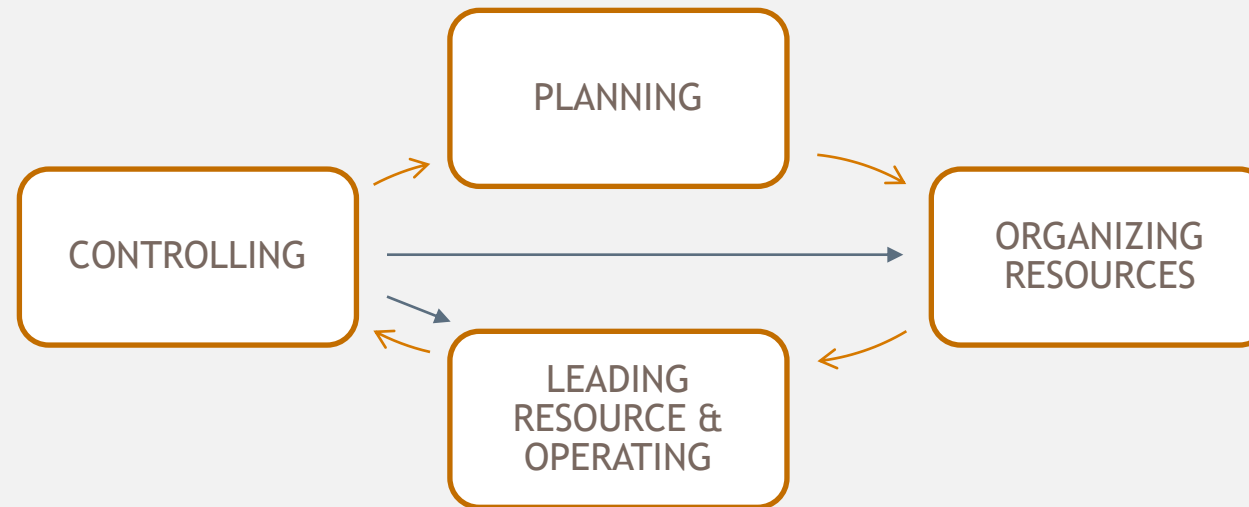 PLANNING
CONTROLLING
ORGANIZING
RESOURCES
LEADING
RESOURCE &
OPERATING